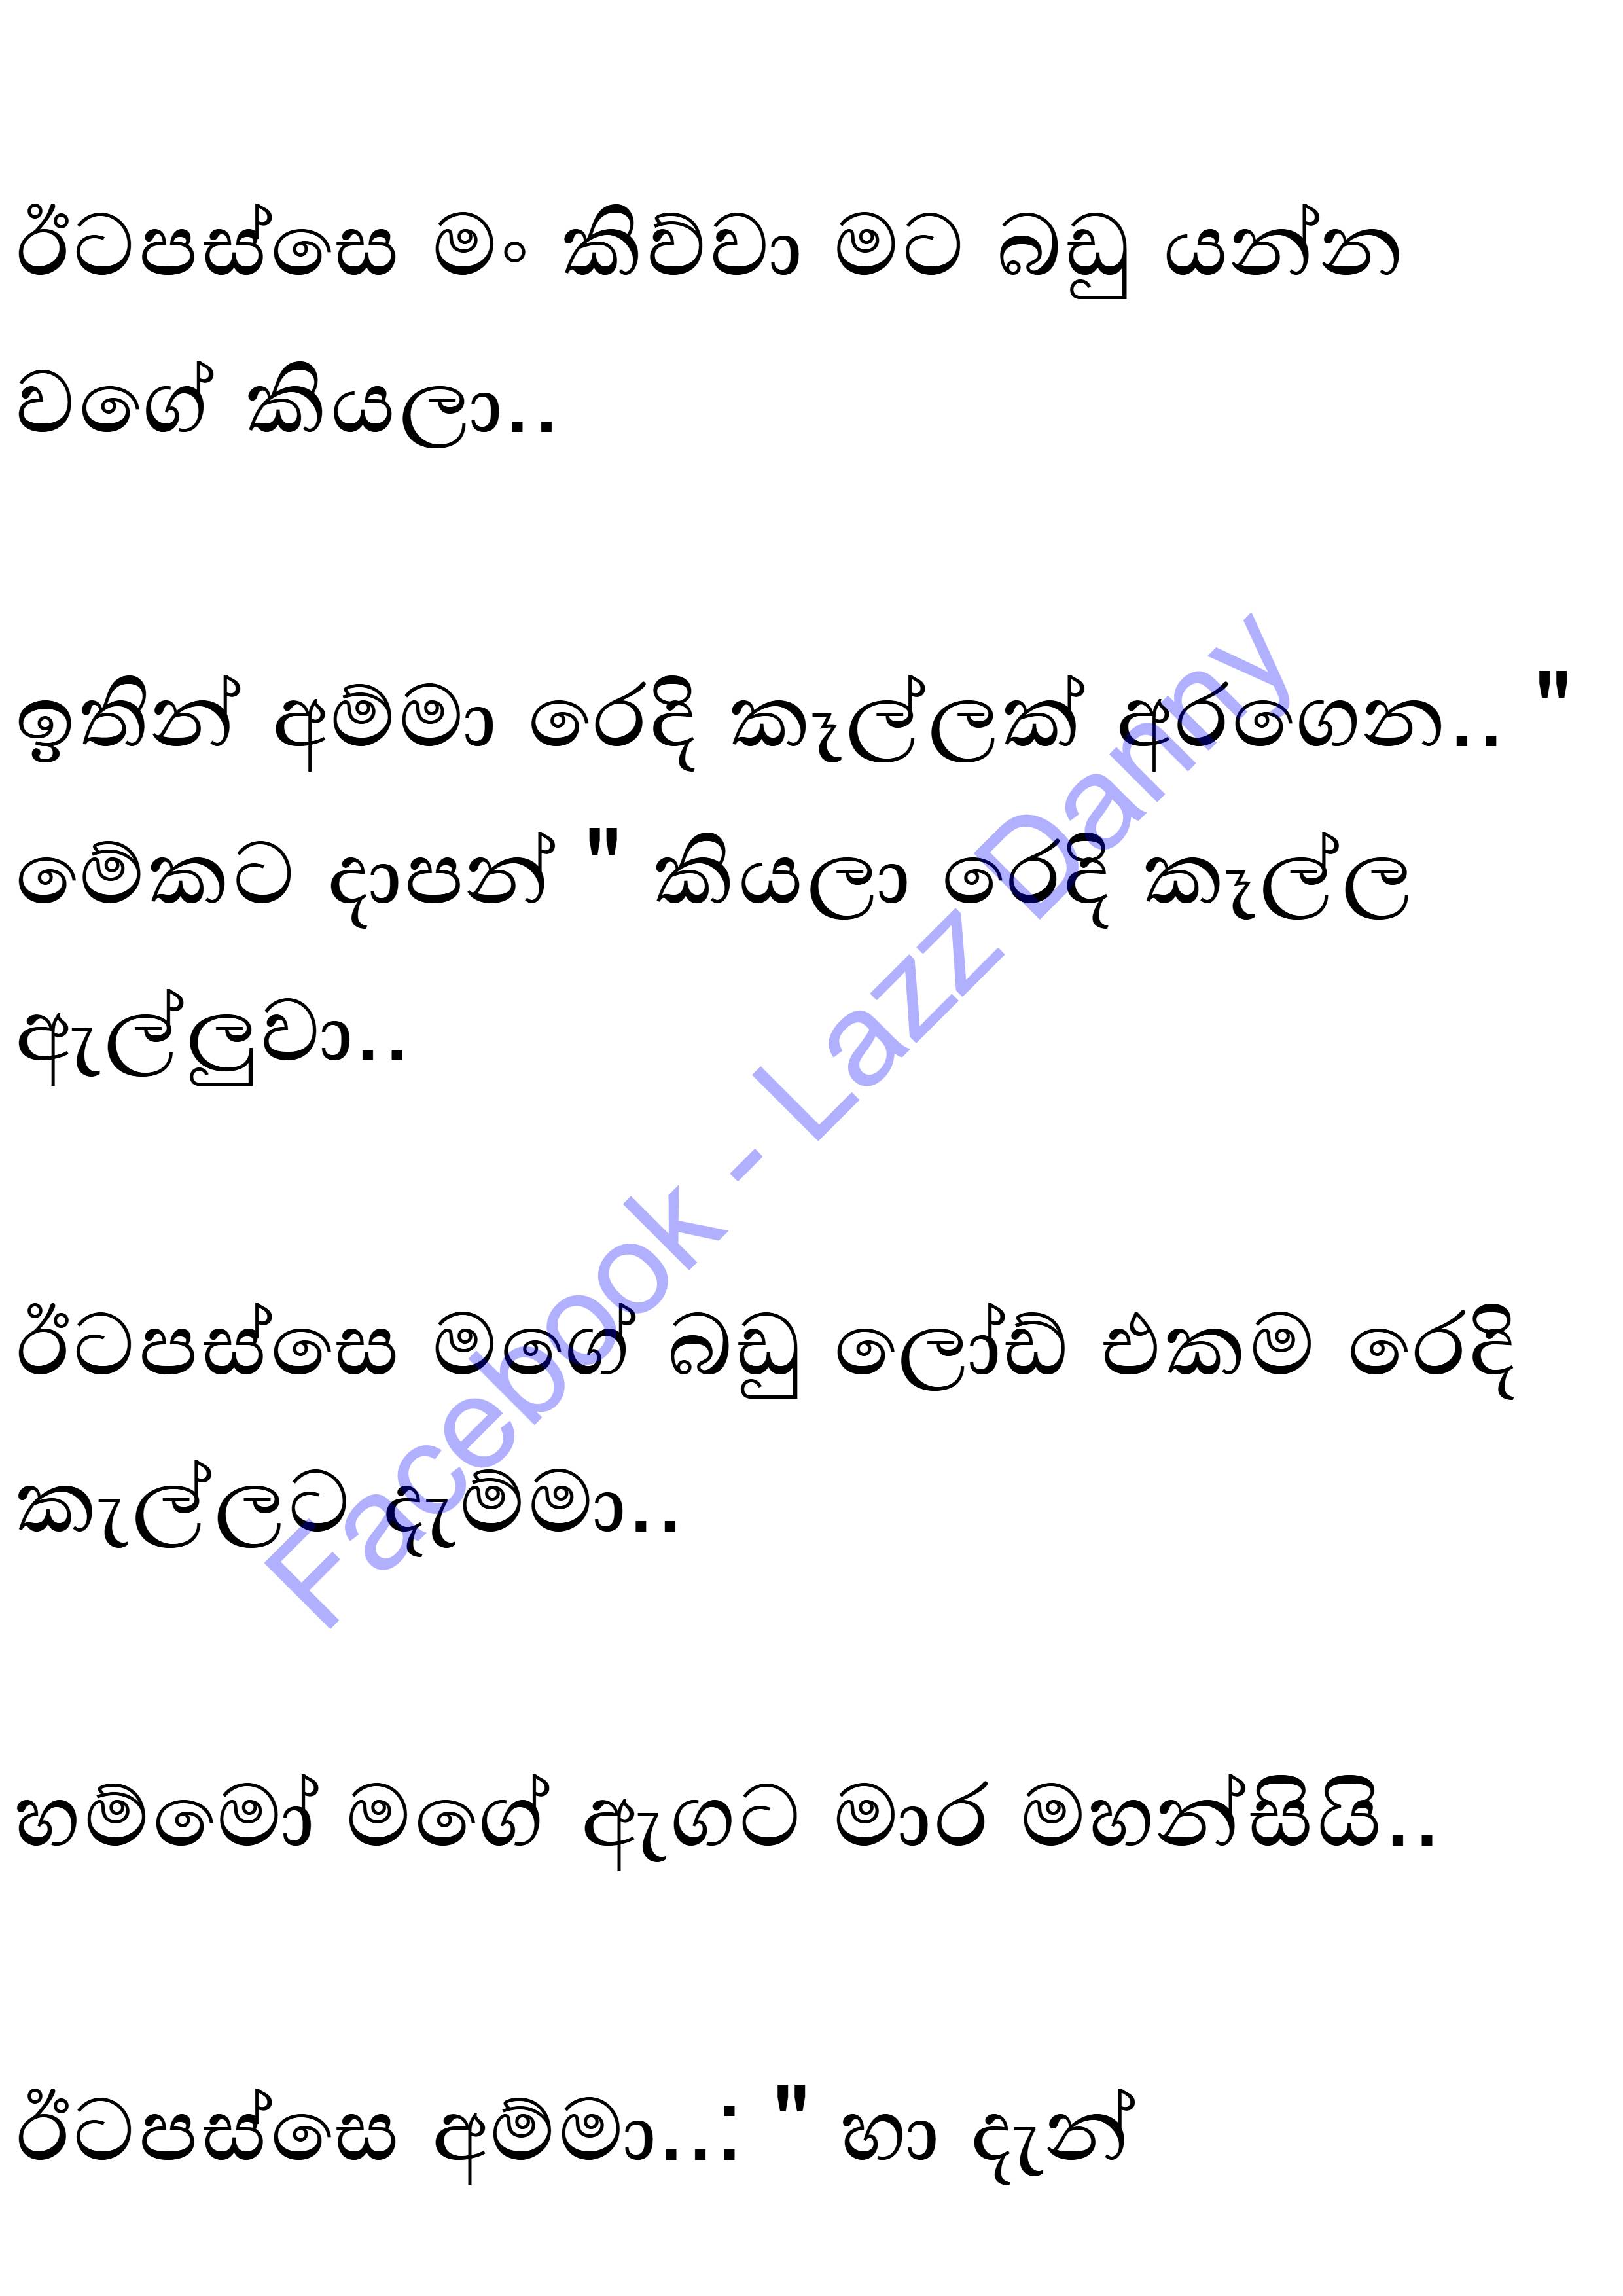 ඊටපස්සෙ මං කිව්වා මට බඩු යන්න
වගේ කියලා..
ඉතින් අම්මා රෙදි කෑල්ලක් අරගෙන.. "
මේකට දාපන් " කියලා රෙදි කෑල්ල
ඇල්ලුවා..
ඊටපස්සෙ මගේ බඩු ලෝඩ් එකම රෙදි
කැල්ලට දැම්මා..
හම්මෝ මගේ ඇගට මාර මහන්සියි..
ඊටපස්සෙ අම්මා..: " හා දැන්
Facebook - Lazz Danny